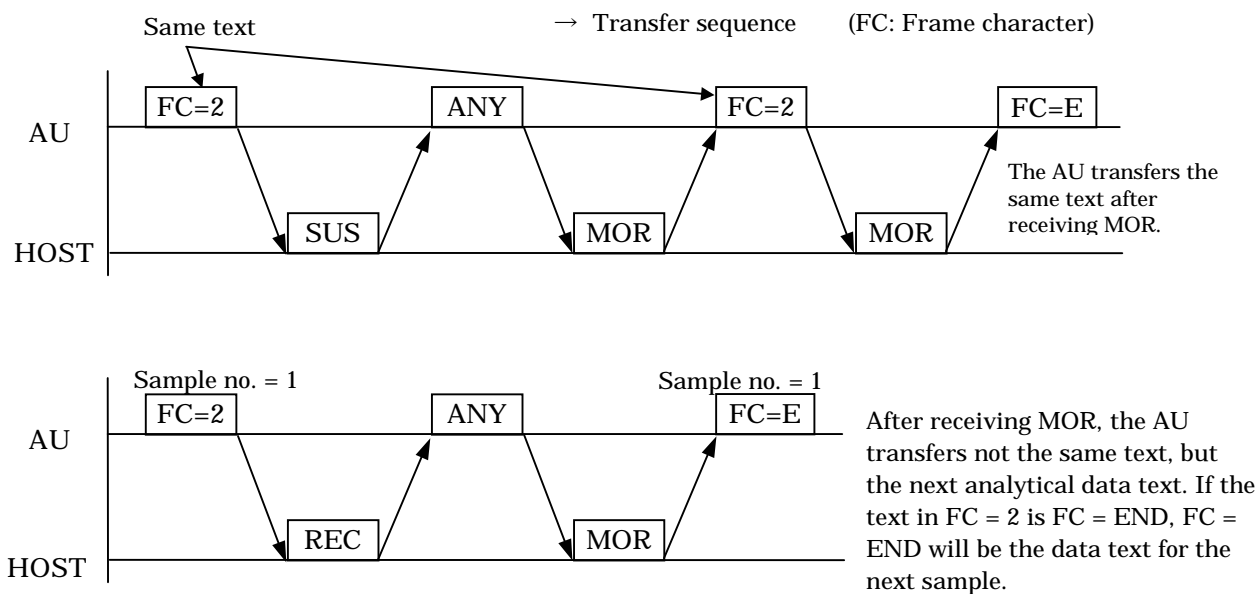 Same text → Transfer sequence (FC: Frame character)
FC=2 ANY FC=2 FC=E
AU
The AU transfers the
same text after
receiving MOR.
SUS MOR MOR
HOST
Sample no. = 1 Sample no. = 1
FC=2 ANY FC=E
AU
After receiving MOR, the AU
transfers not the same text, but
the next analytical data text. If the
text in FC = 2 is FC = END, FC =
END will be the data text for the
next sample.
REC MOR
HOST